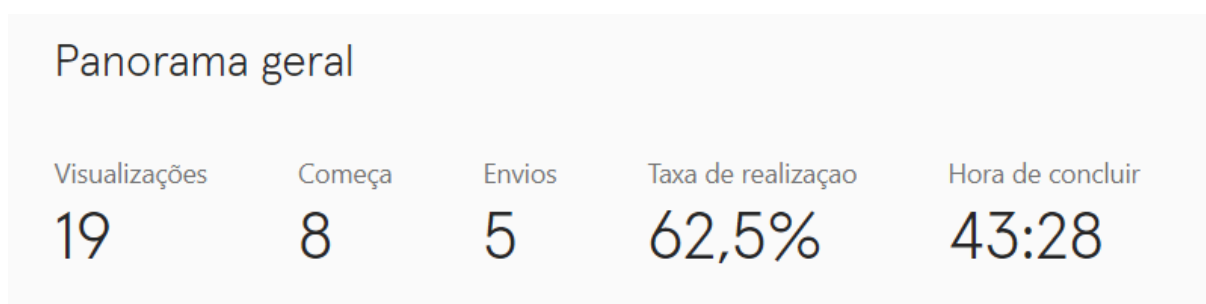 Panorama geral
Visualizações Começa Envios Taxa de realizaçao Hora de concluir
19 8 5 62,5% 43:28